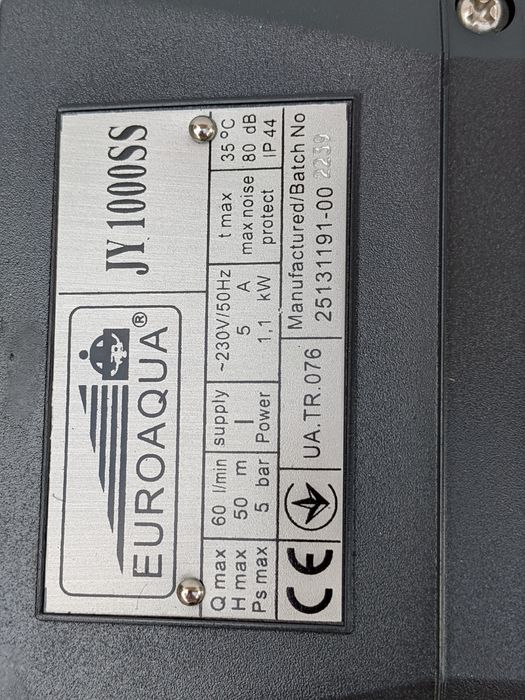 EUROAQUA®
JY 1000SS
Q max 60 l/min supply ~230V/50Hz t max 35 °C
H max 50 m I 5 A max noise 80 dB
Ps max 5 bar Power 1,1 kW protect IP 44
CE UA.TR.076 Manufactured/Batch No
25131191-00 2239